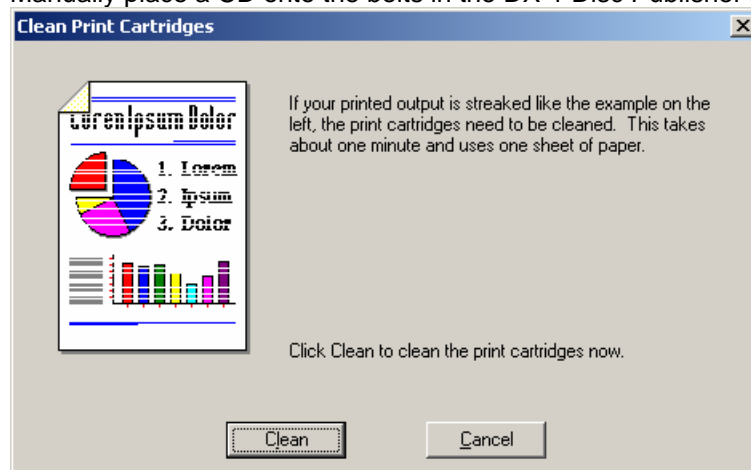 Manually place a CD onto the belts in the DX-1 Disc Publisher
Clean Print Cartridges
Loren Ipsum Dolor
1. Lorem
2. Ipsum
3. Dolor
If your printed output is streaked like the example on the
left, the print cartridges need to be cleaned. This takes
about one minute and uses one sheet of paper.
Click Clean to clean the print cartridges now.
Clean
Cancel